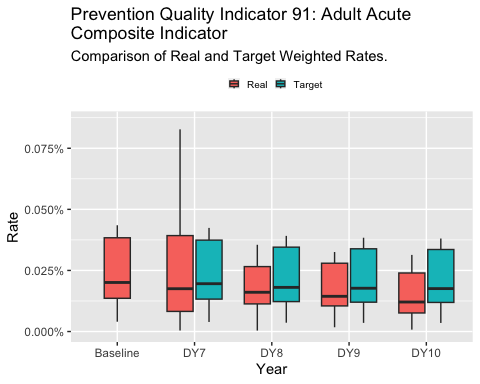 Prevention Quality Indicator 91: Adult Acute
Composite Indicator
Comparison of Real and Target Weighted Rates.
Real Target
0.075%
0.050%
0.025%
0.000%
Rate
Baseline DY7 DY8 DY9 DY10
Year